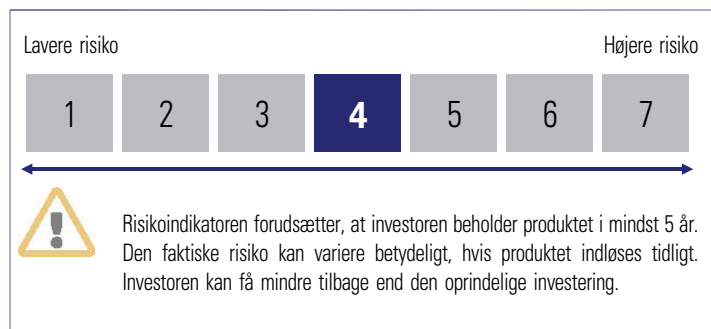 Lavere risiko Højere risiko
1 2 3 4 5 6 7
Risikoindikatoren forudsætter, at investoren beholder produktet i mindst 5 år.
Den faktiske risiko kan variere betydeligt, hvis produktet indløses tidligt.
Investoren kan få mindre tilbage end den oprindelige investering.